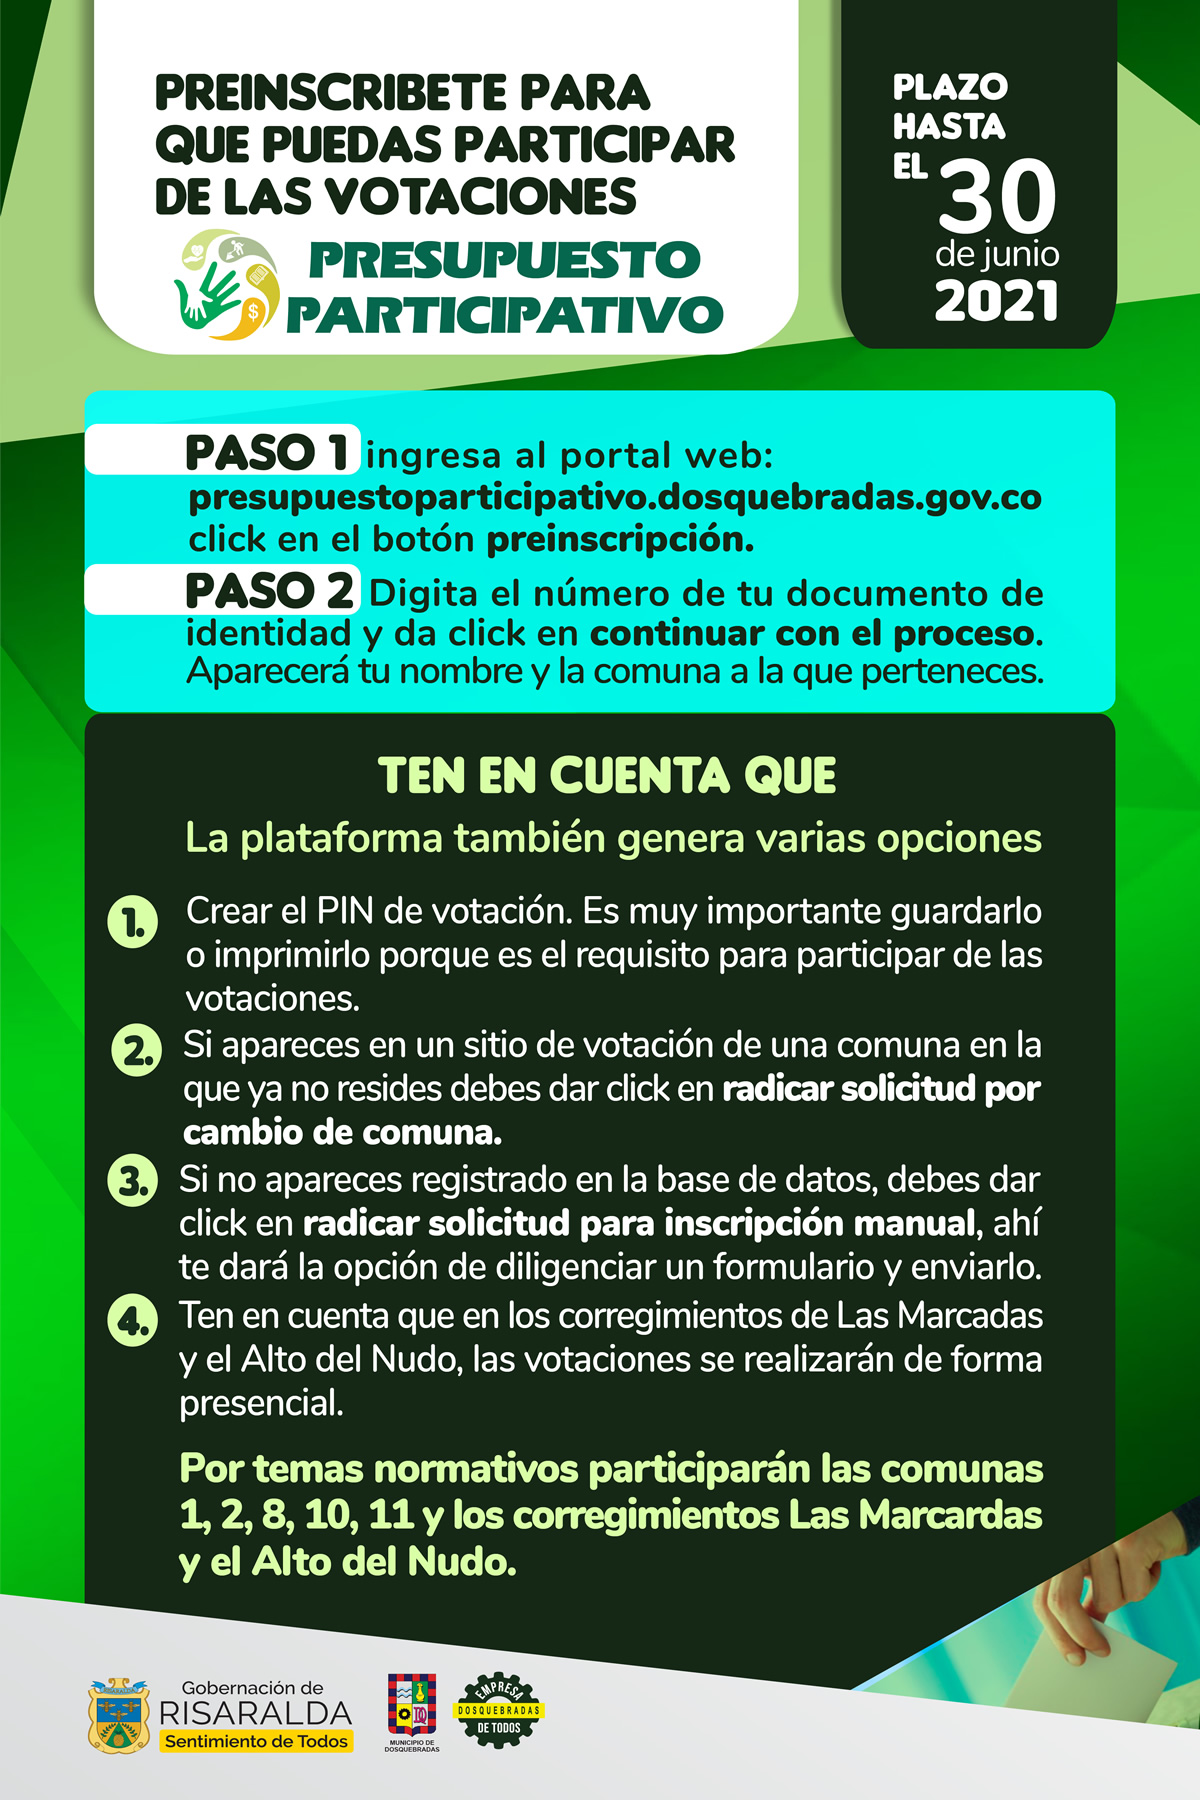 PREINSCRIBETE PARA
QUE PUEDAS PARTICIPAR
DE LAS VOTACIONES
PRESUPUESTO
PARTICIPATIVO
$
PLAZO
HASTA
EL 30
de junio
2021
PASO 1 ingresa al portal web:
presupuestoparticipativo.dosquebradas.gov.co
click en el botón preinscripción.
PASO 2 Digita el número de tu documento de
identidad y da click en continuar con el proceso.
Aparecerá tu nombre y la comuna a la que perteneces.
TEN EN CUENTA QUE
La plataforma también genera varias opciones
1. Crear el PIN de votación. Es muy importante guardarlo
o imprimirlo porque es el requisito para participar de las
votaciones.
2. Si apareces en un sitio de votación de una comuna en la
que ya no resides debes dar click en radicar solicitud por
cambio de comuna.
3. Si no apareces registrado en la base de datos, debes dar
click en radicar solicitud para inscripción manual, ahí
te dará la opción de diligenciar un formulario y enviarlo.
4. Ten en cuenta que en los corregimientos de Las Marcadas
y el Alto del Nudo, las votaciones se realizarán de forma
presencial.
Por temas normativos participarán las comunas
1, 2, 8, 10, 11 y los corregimientos Las Marcardas
y el Alto del Nudo.
Gobernación de
RISARALDA
Sentimiento de Todos
MUNICIPIO DE
DOSQUEBRADAS
EMPRESA
DOSQUEBRADAS
DE TODOS